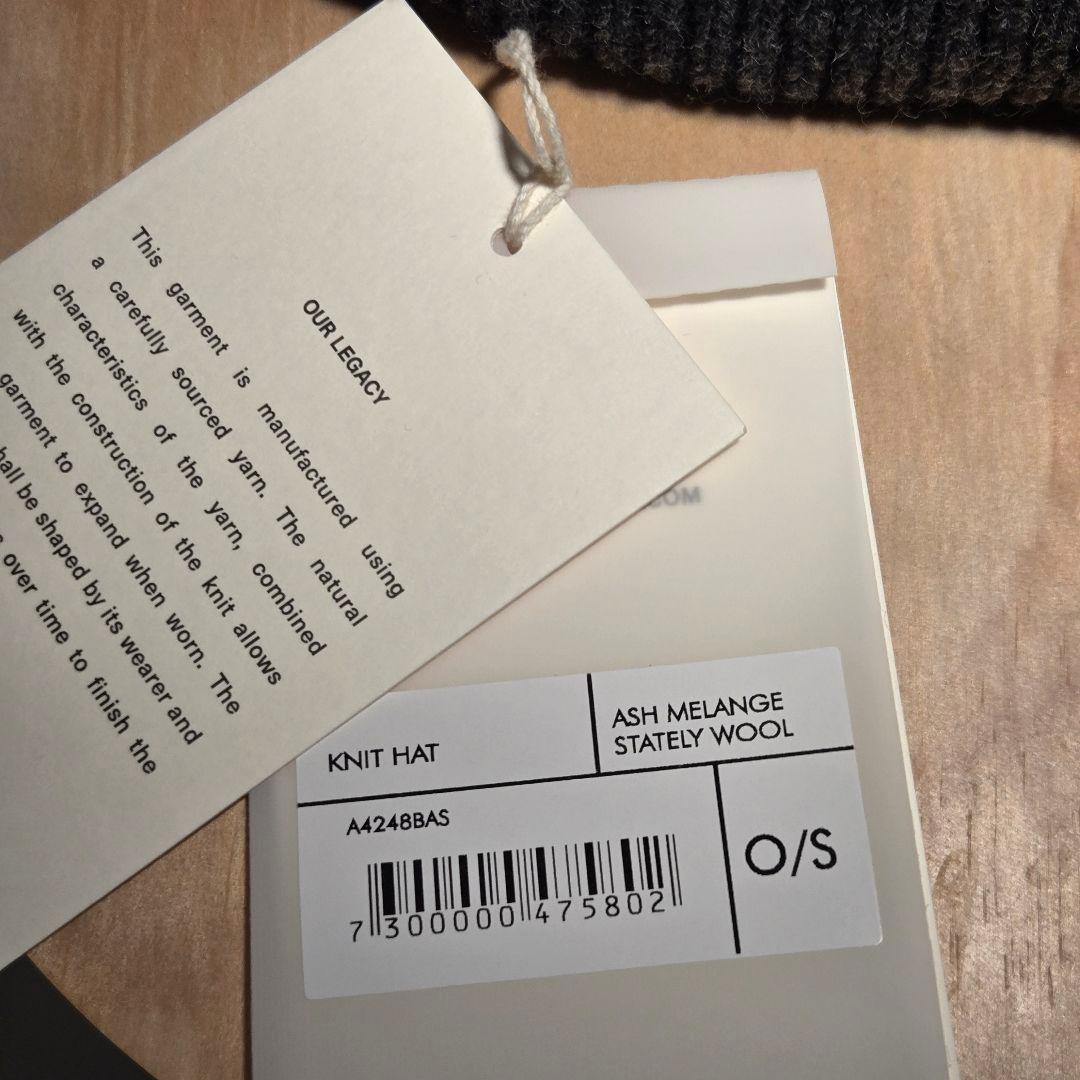 OUR LEGACY
This garment is manufactured using
a carefully sourced yarn. The natural
characteristics of the yarn, combined
with the construction of the knit allows
garment to expand when worn. The
be shaped by its wearer and
over time to finish the
KNIT HAT
ASH MELANGE
STATELY WOOL
A4248BAS
O/S
7 300000 475802